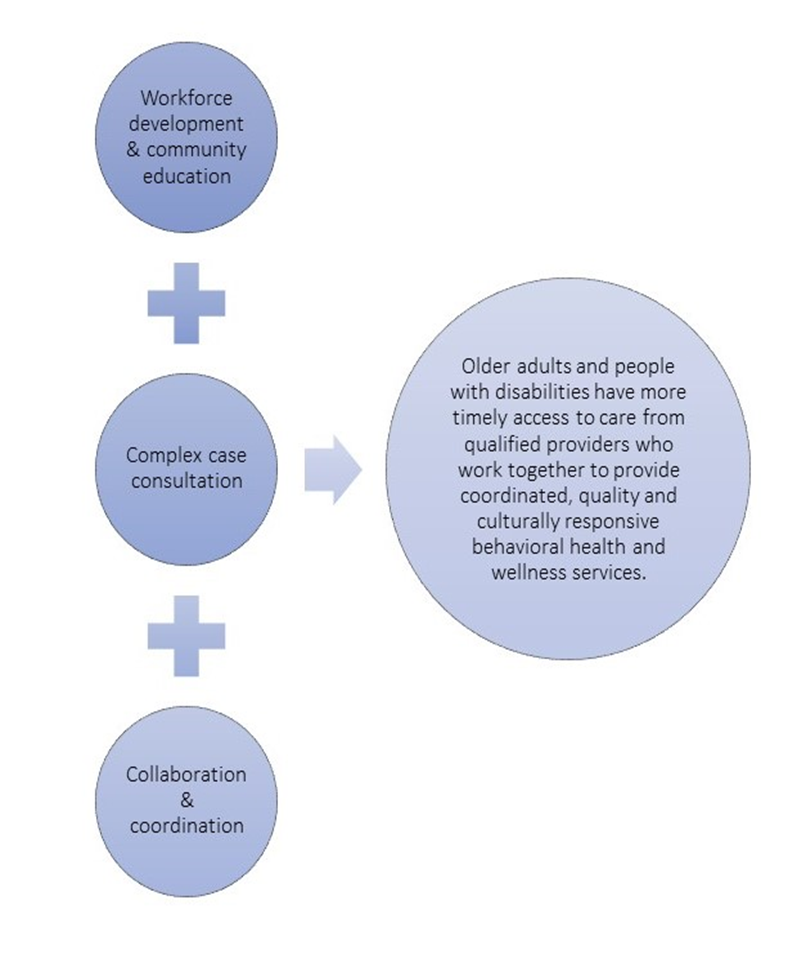 Workforce
development
& community
education
Complex case
consultation
Collaboration
&
coordination
Older adults and people
with disabilities have more
timely access to care from
qualified providers who
work together to provide
coordinated, quality and
culturally responsive
behavioral health and
wellness services.